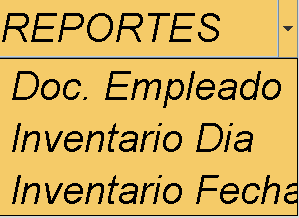 REPORTES
Doc. Empleado
Inventario Dia
Inventario Fecha